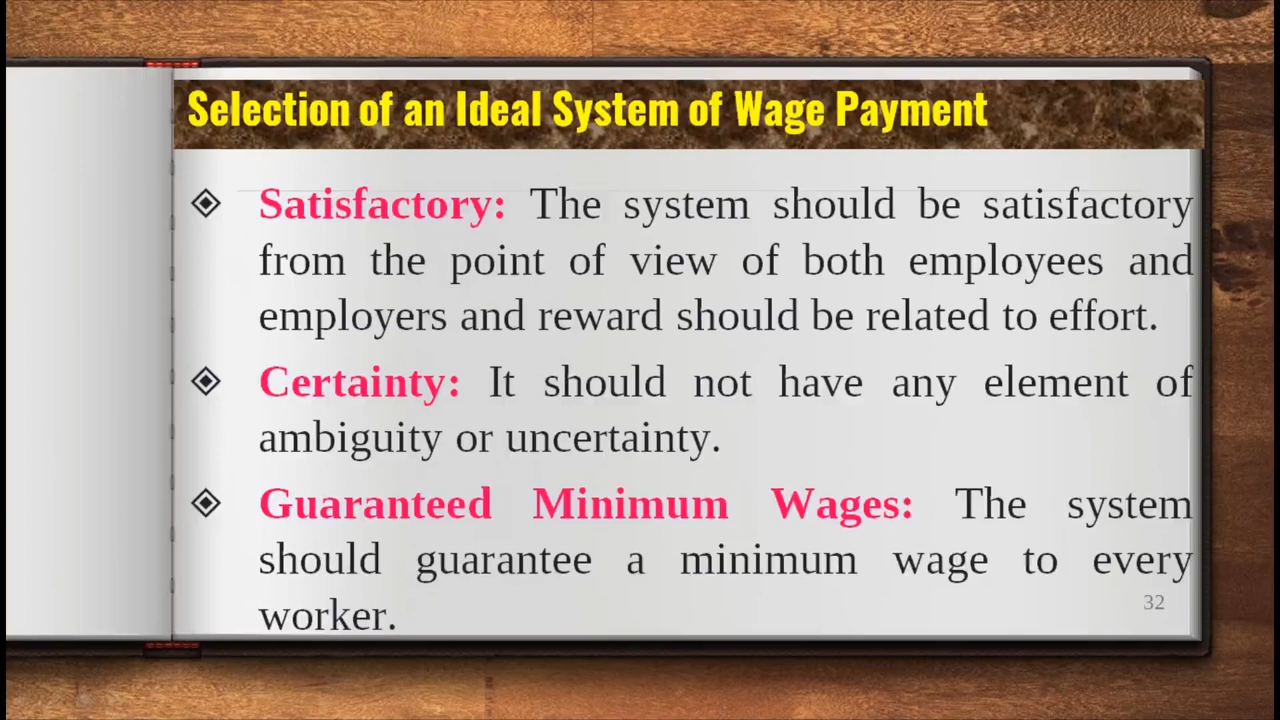 Selection of an Ideal System of Wage Payment
Satisfactory: The system should be satisfactory
from the point of view of both employees and
employers and reward should be related to effort.
Certainty: It should not have any element of
ambiguity or uncertainty.
Guaranteed Minimum Wages: The system
should guarantee a minimum wage to every
worker.
32